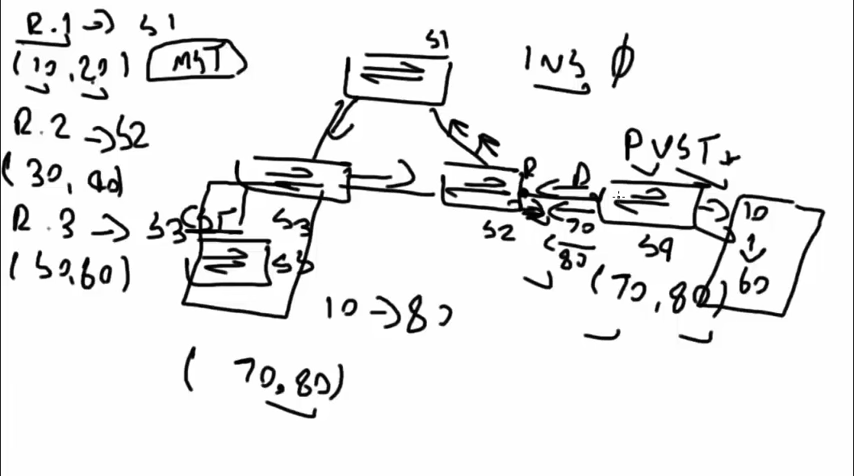 R.1 → S1
(10,20) MST
R.2 → S2
(30,40)
R.3 → S3
(50,60)
S1
INS Ø
PVST+
CST
S3
S3
R
D
S2
70
80
S4
(70,80)
10
↓
60
10 → 80
(70,80)